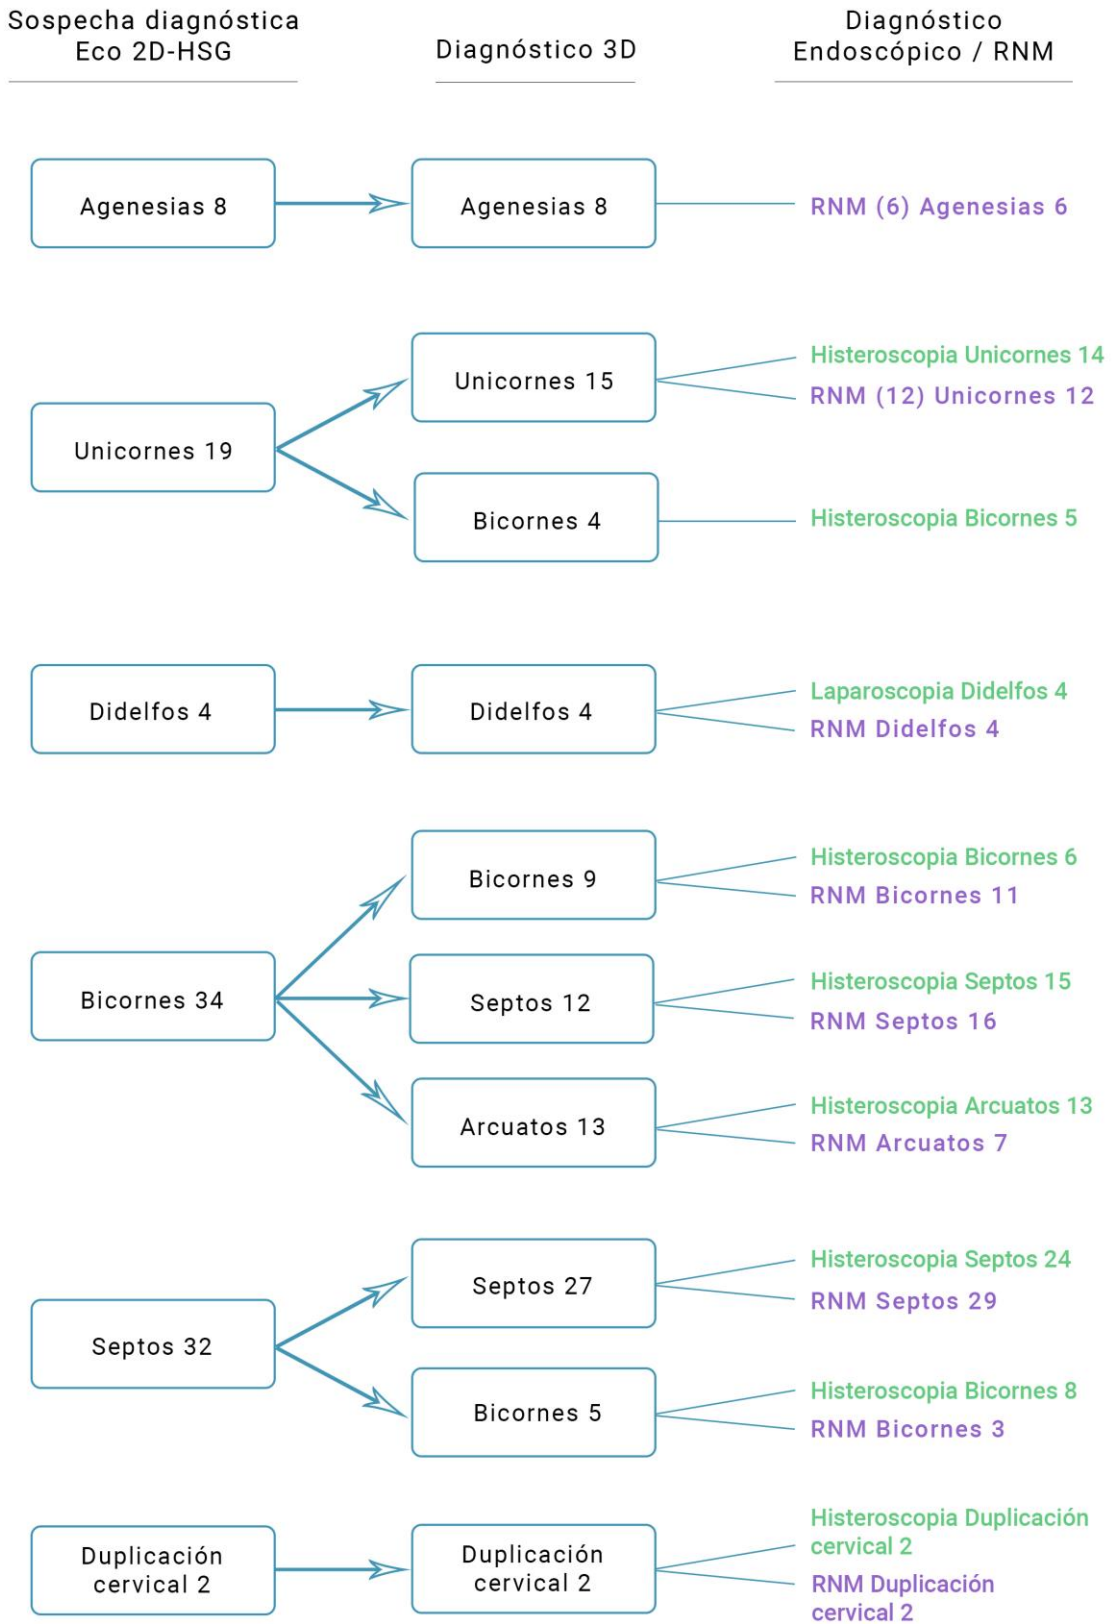 Sospecha diagnóstica
Eco 2D-HSG
Diagnóstico 3D
Diagnóstico
Endoscópico / RNM
Agenesias 8
Agenesias 8
RNM (6) Agenesias 6
Unicornes 19
Unicornes 15
Histeroscopia Unicornes 14
RNM (12) Unicornes 12
Bicornes 4
Histeroscopia Bicornes 5
Didelfos 4
Didelfos 4
Laparoscopia Didelfos 4
RNM Didelfos 4
Bicornes 34
Bicornes 9
Histeroscopia Bicornes 6
RNM Bicornes 11
Septos 12
Histeroscopia Septos 15
RNM Septos 16
Arcuatos 13
Histeroscopia Arcuatos 13
RNM Arcuatos 7
Septos 32
Septos 27
Histeroscopia Septos 24
RNM Septos 29
Bicornes 5
Histeroscopia Bicornes 8
RNM Bicornes 3
Duplicación
cervical 2
Duplicación
cervical 2
Histeroscopia Duplicación
cervical 2
RNM Duplicación
cervical 2